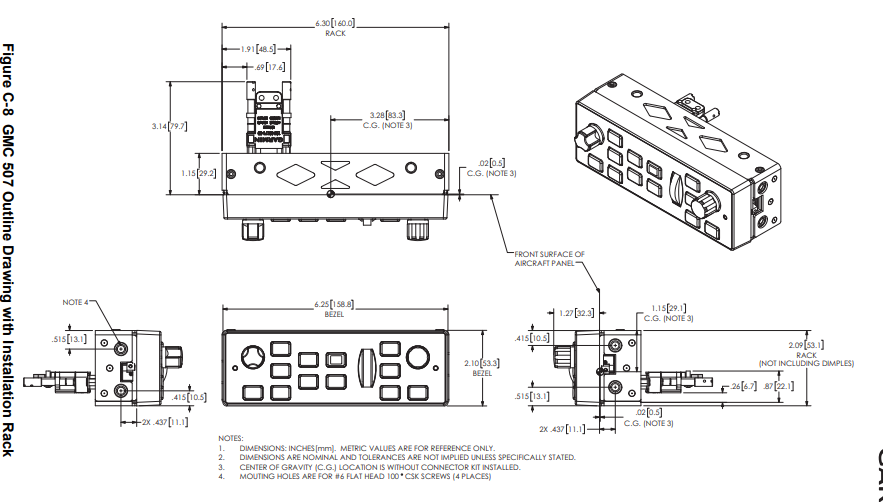 Figure C-8 GMC 507 Outline Drawing with Installation Rack
6.30[160.0]
RACK
1.91[48.5]
.69[17.6]
3.28[83.3]
C.G. (NOTE 3)
3.14[79.7]
1.15[29.2]
.02[0.5]
C.G. (NOTE 3)
FRONT SURFACE OF
AIRCRAFT PANEL
NOTE 4
.515[13.1]
.415[10.5]
2X .437[11.1]
6.25[158.8]
BEZEL
2.10[53.3]
BEZEL
1.27[32.3]
1.15[29.1]
C.G. (NOTE 3)
.415[10.5]
2.09[53.1]
RACK
(NOT INCLUDING DIMPLES)
.26[6.7]
.87[22.1]
.515[13.1]
.02[0.5]
C.G. (NOTE 3)
2X .437[11.1]
NOTES:
1. DIMENSIONS: INCHES[mm]. METRIC VALUES ARE FOR REFERENCE ONLY.
2. DIMENSIONS ARE NOMINAL AND TOLERANCES ARE NOT IMPLIED UNLESS SPECIFICALLY STATED.
3. CENTER OF GRAVITY (C.G.) LOCATION IS WITHOUT CONNECTOR KIT INSTALLED.
4. MOUTING HOLES ARE FOR #6 FLAT HEAD 100° CSK SCREWS (4 PLACES)